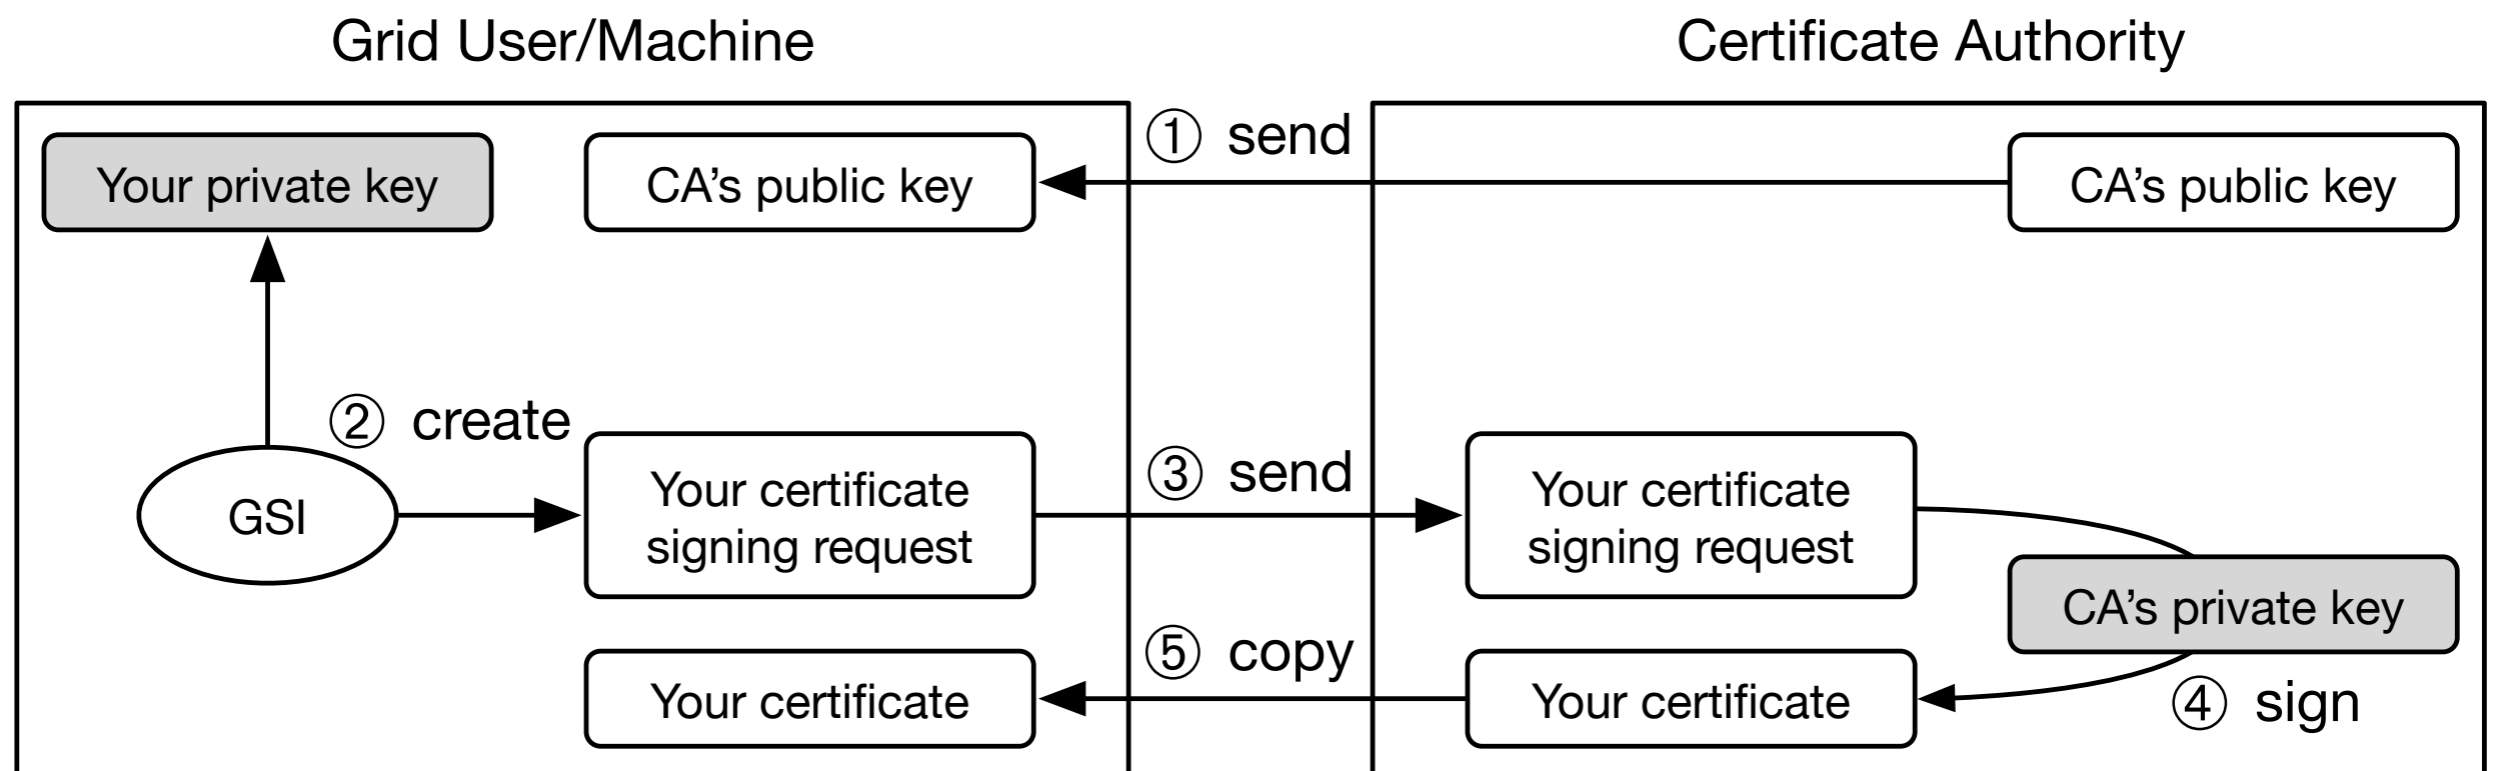 Grid User/Machine
Certificate Authority
① send
Your private key
CA’s public key
CA’s public key
② create
GSI
Your certificate
signing request
③ send
Your certificate
signing request
CA’s private key
⑤ copy
Your certificate
Your certificate
④ sign